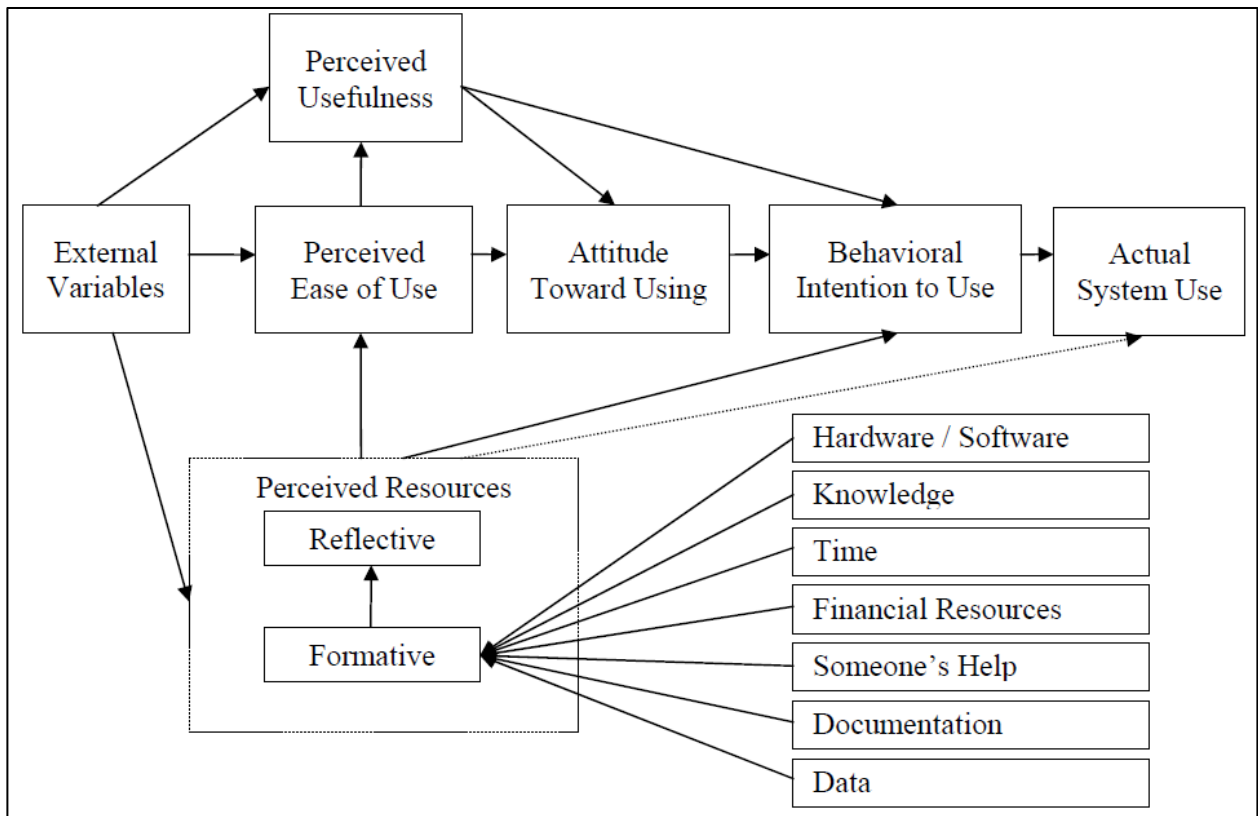 Perceived
Usefulness
External
Variables
Perceived
Ease of Use
Attitude
Toward Using
Behavioral
Intention to Use
Actual
System Use
Perceived Resources
Reflective
Formative
Hardware / Software
Knowledge
Time
Financial Resources
Someone’s Help
Documentation
Data